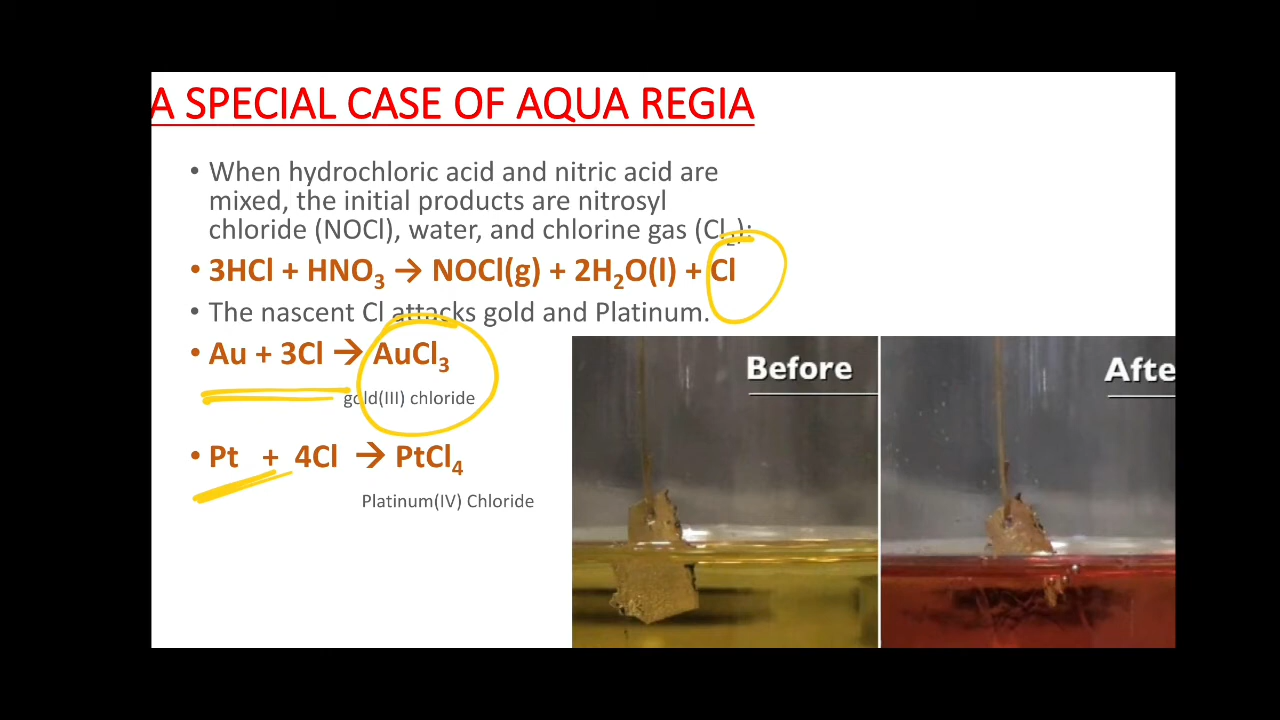 A SPECIAL CASE OF AQUA REGIA
• When hydrochloric acid and nitric acid are
mixed, the initial products are nitrosyl
chloride (NOCl), water, and chlorine gas (Cl₂):
• 3HCl + HNO₃ → NOCl(g) + 2H₂O(l) + Cl
• The nascent Cl attacks gold and Platinum.
• Au + 3Cl → AuCl₃
gold(III) chloride
• Pt + 4Cl → PtCl₄
Platinum(IV) Chloride
Before
Afte